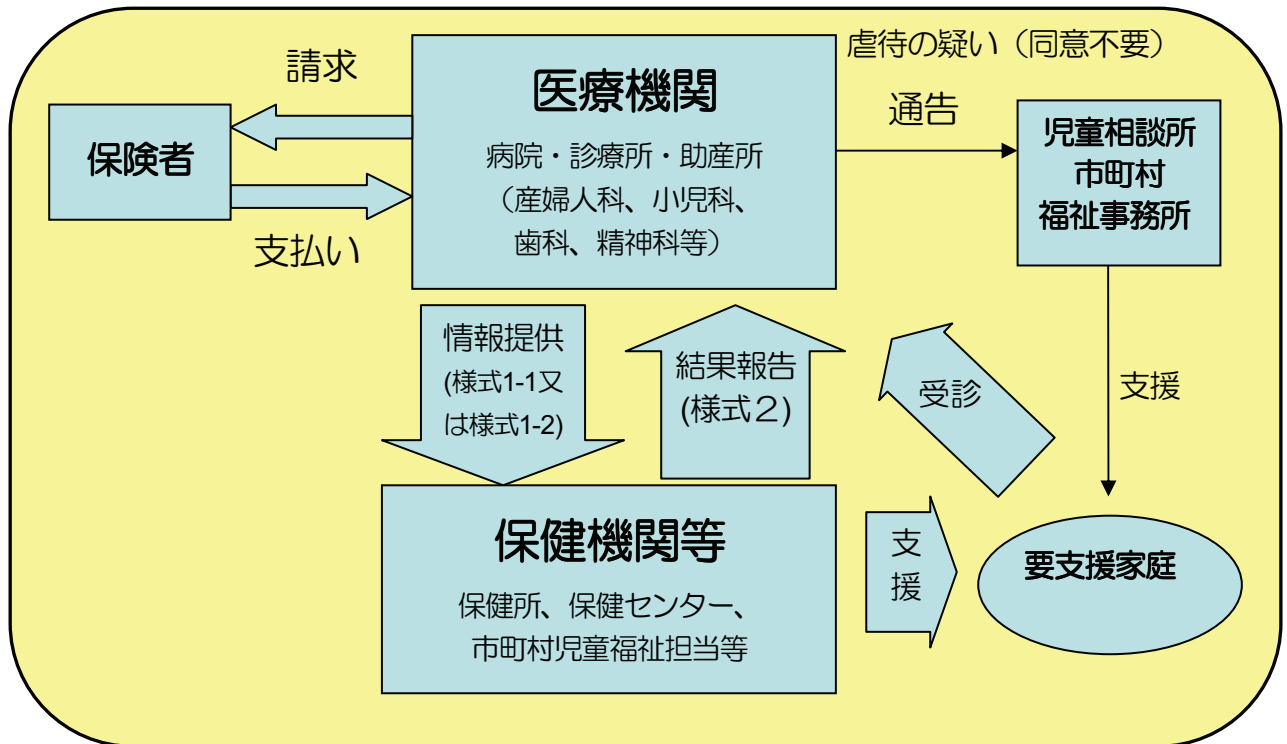 虐待の疑い（同意不要）
請求
医療機関
通告
児童相談所
市町村
福祉事務所
保険者
病院・診療所・助産所
（産婦人科、小児科、
歯科、精神科等）
支払い
情報提供
(様式1-1又
は様式1-2)
結果報告
(様式２)
受診
支援
保健機関等
保健所、保健センター、
市町村児童福祉担当等
支
援
要支援家庭